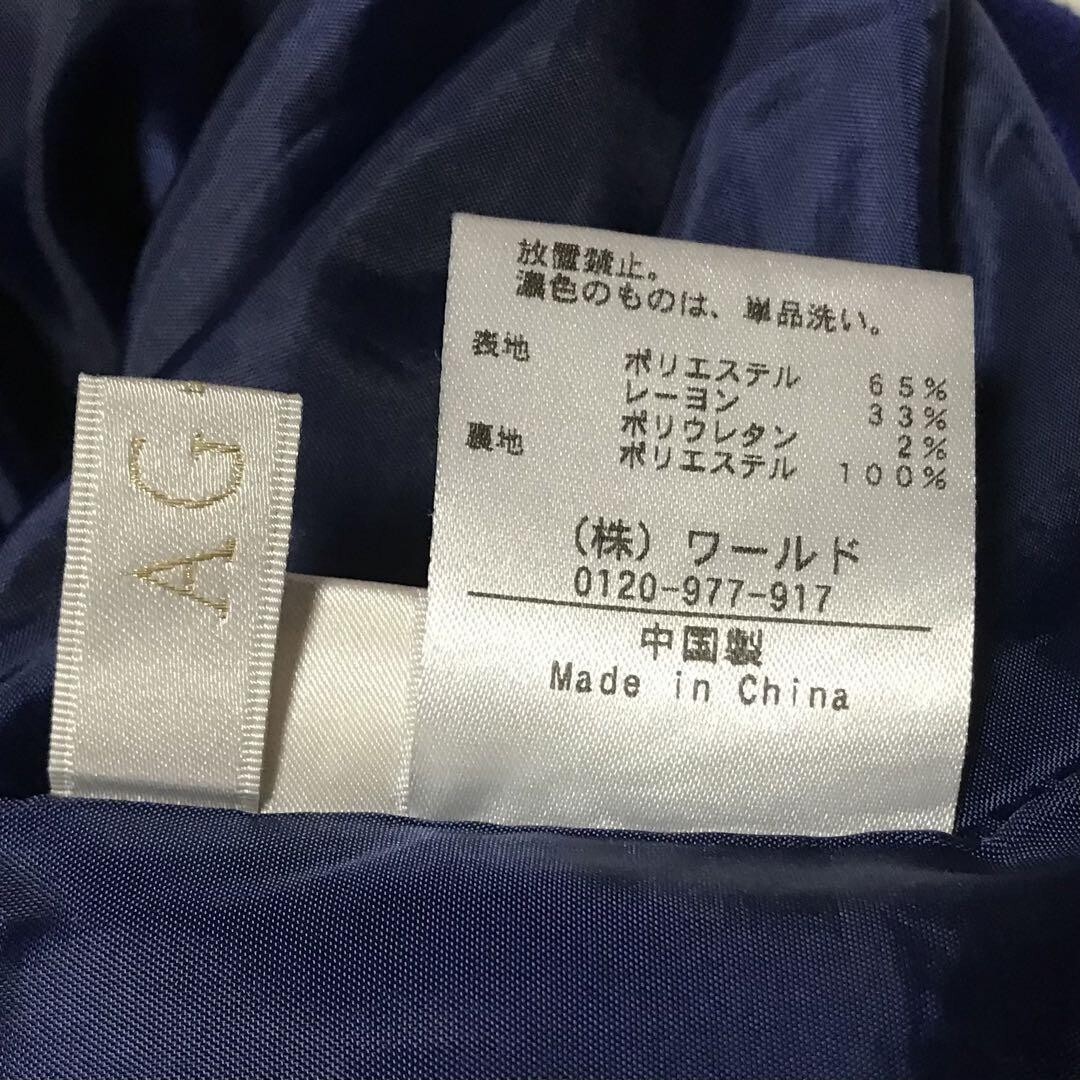 AG
放置禁止。
濃色のものは、単品洗い。
表地 ポリエステル 65%
レーヨン 33%
ポリウレタン 2%
裏地 ポリエステル 100%
(株)ワールド
0120-977-917
中国製
Made in China